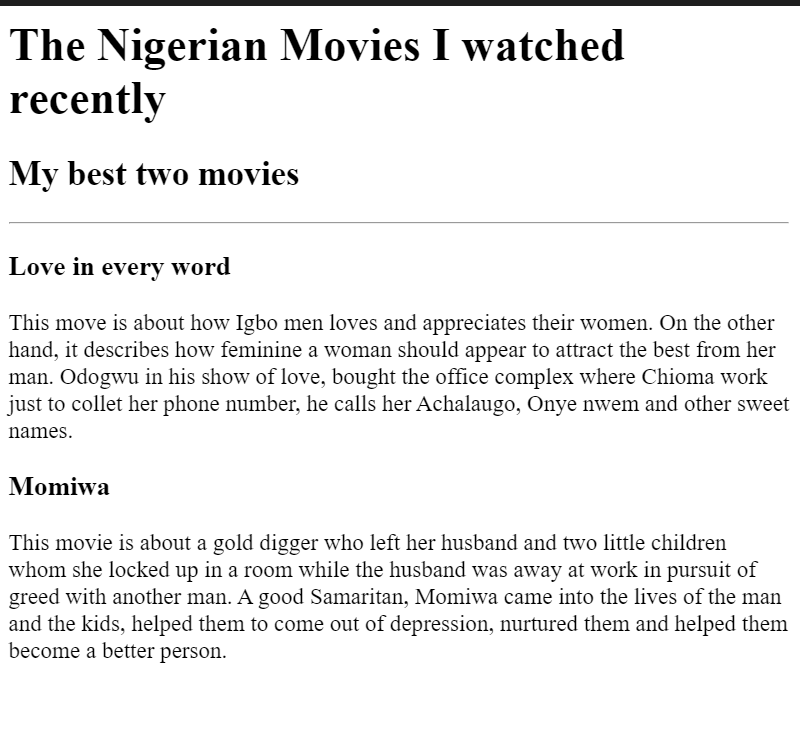 The Nigerian Movies I watched
recently
My best two movies
Love in every word
This move is about how Igbo men loves and appreciates their women. On the other
hand, it describes how feminine a woman should appear to attract the best from her
man. Odogwu in his show of love, bought the office complex where Chioma work
just to collet her phone number, he calls her Achalaugo, Onye nwem and other sweet
names.
Momiwa
This movie is about a gold digger who left her husband and two little children
whom she locked up in a room while the husband was away at work in pursuit of
greed with another man. A good Samaritan, Momiwa came into the lives of the man
and the kids, helped them to come out of depression, nurtured them and helped them
become a better person.